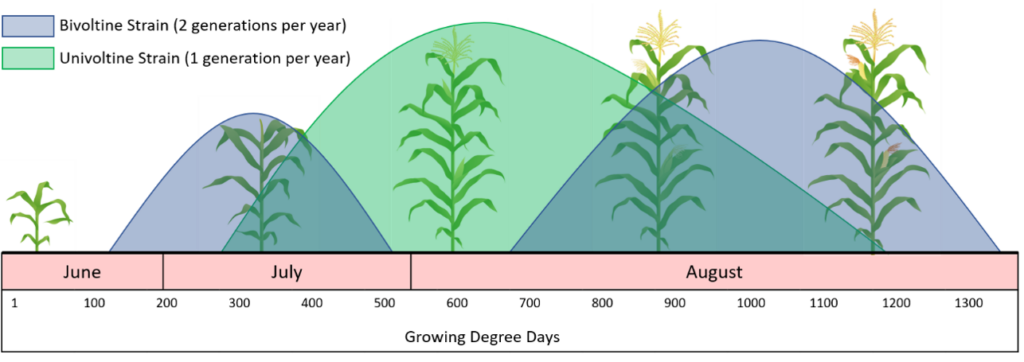 Bivoltine Strain (2 generations per year)
Univoltine Strain (1 generation per year)
June July August
1 100 200 300 400 500 600 700 800 900 1000 1100 1200 1300
Growing Degree Days